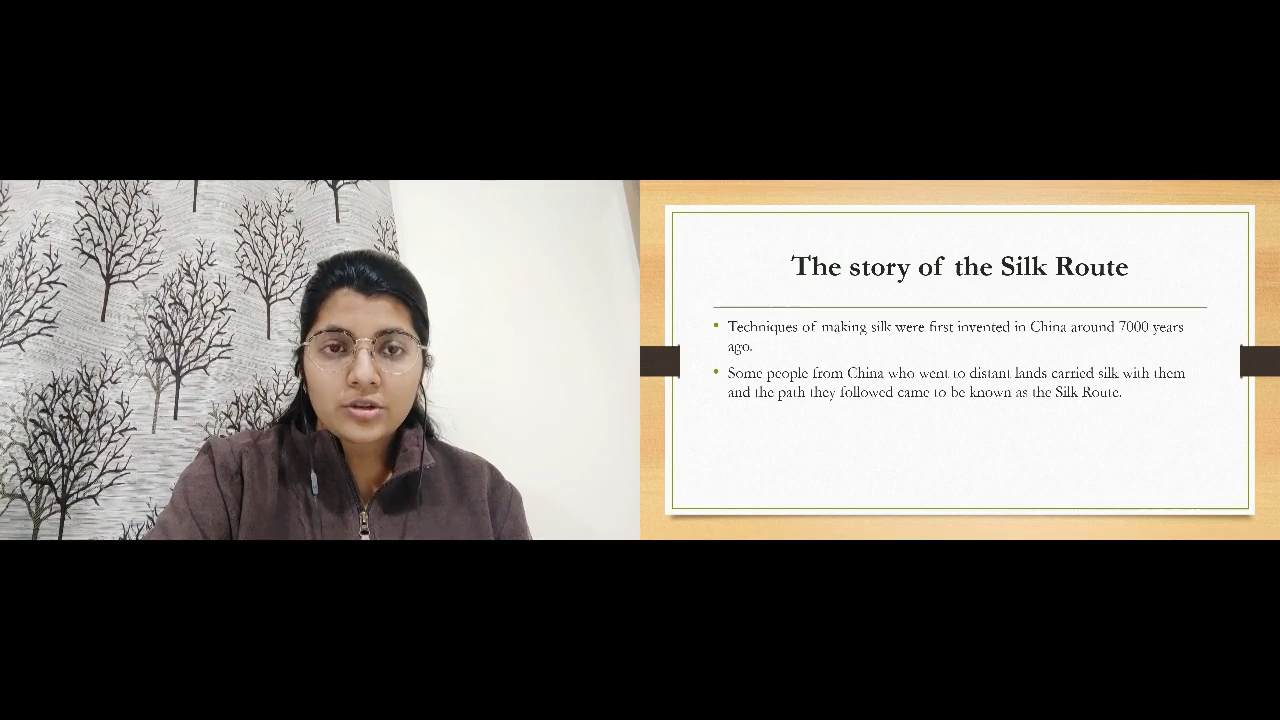 The story of the Silk Route
Techniques of making silk were first invented in China around 7000 years
ago.
Some people from China who went to distant lands carried silk with them
and the path they followed came to be known as the Silk Route.